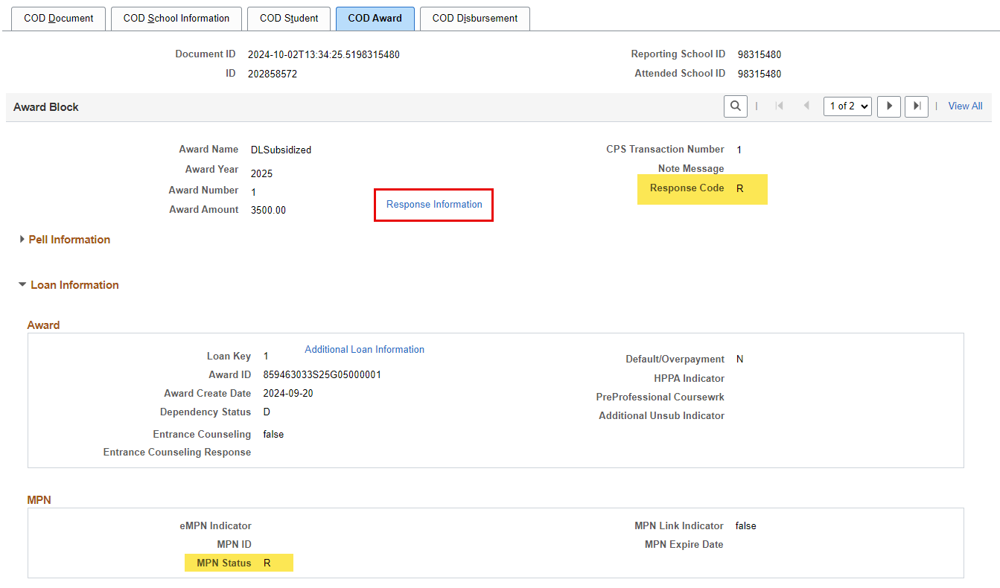 COD Document COD School Information COD Student COD Award COD Disbursement
Document ID 2024-10-02T13:34:25.5198315480 Reporting School ID 98315480
ID 202858572 Attended School ID 98315480
Award Block 1 of 2 View All
Award Name DLSubsidized CPS Transaction Number 1
Award Year 2025 Note Message
Award Number 1 Response Code R
Award Amount 3500.00 Response Information
Pell Information
Loan Information
Award
Loan Key 1 Additional Loan Information Default/Overpayment N
Award ID 859463033S25G05000001 HPPA Indicator
Award Create Date 2024-09-20 PreProfessional Coursewrk
Dependency Status D Additional Unsub Indicator
Entrance Counseling false
Entrance Counseling Response
MPN
eMPN Indicator MPN Link Indicator false
MPN ID MPN Expire Date
MPN Status R